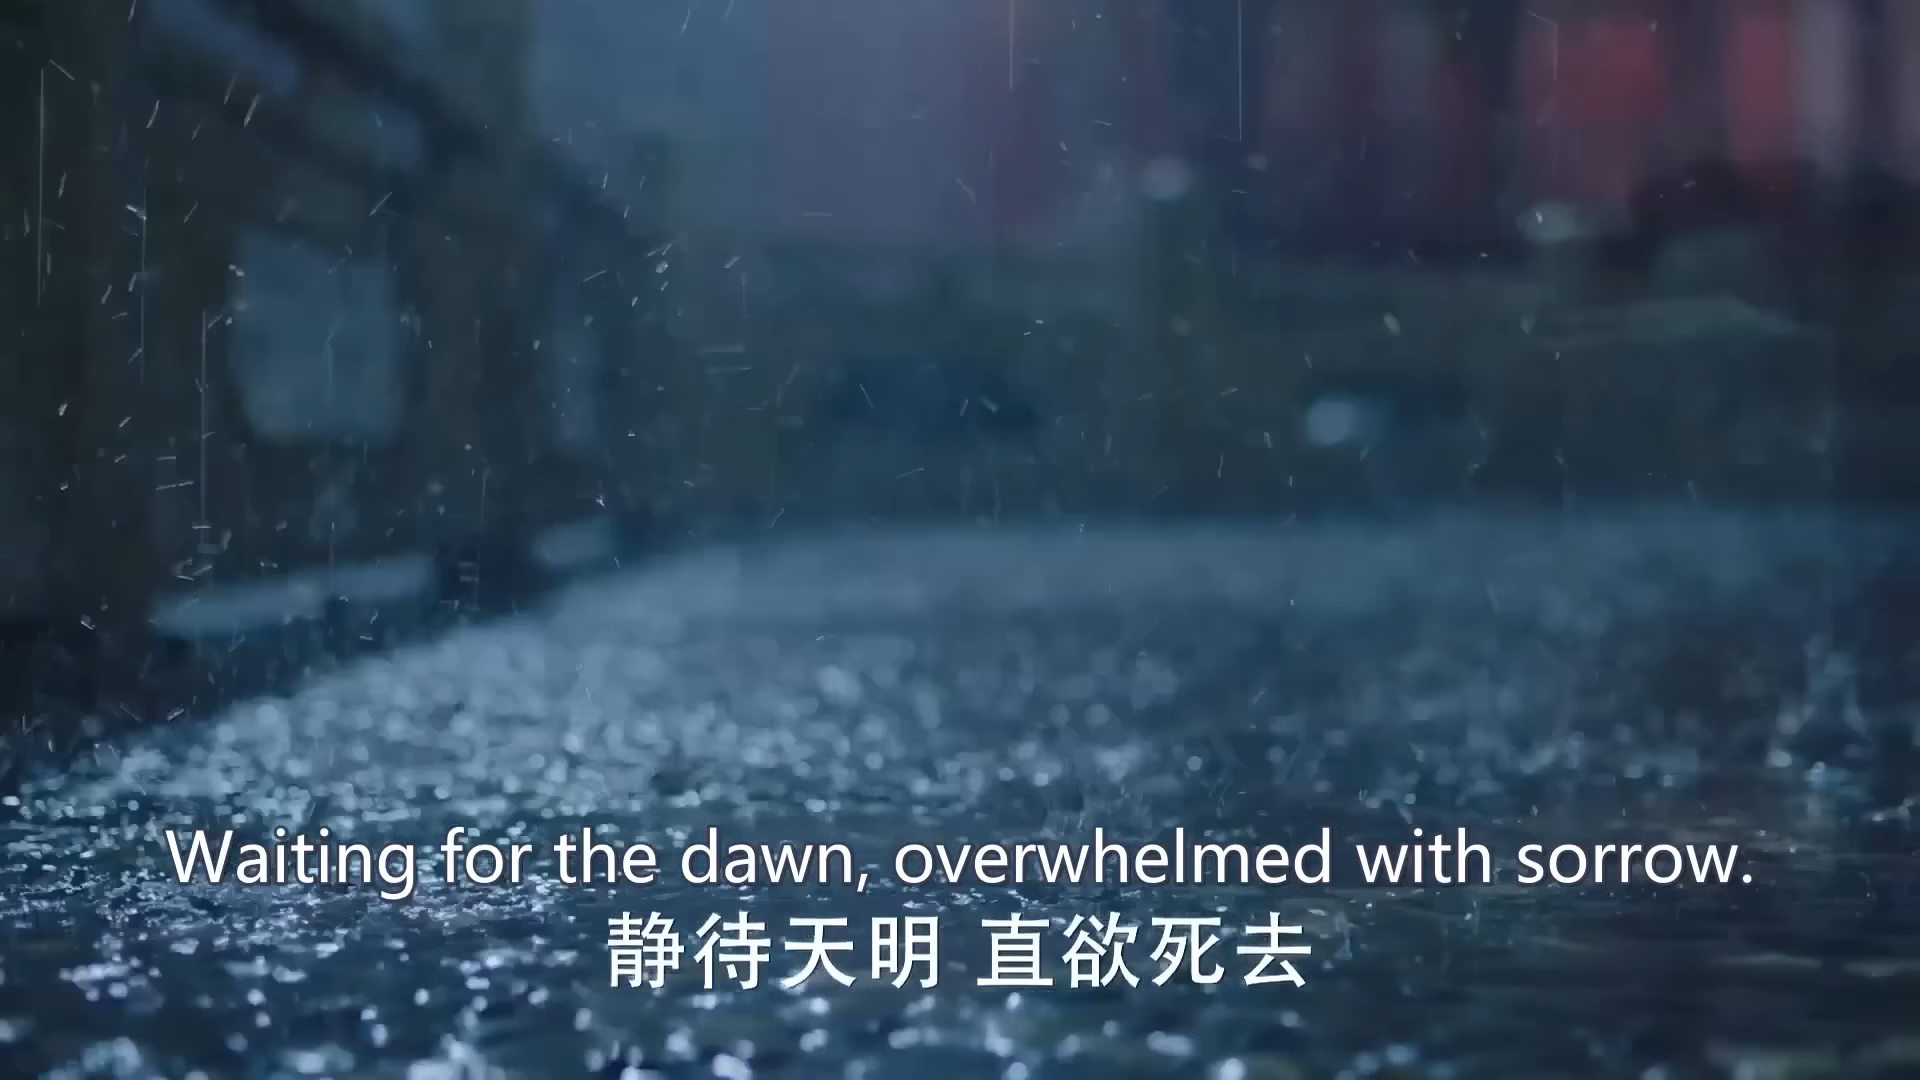 Waiting for the dawn, overwhelmed with sorrow.
静待天明 直欲死去